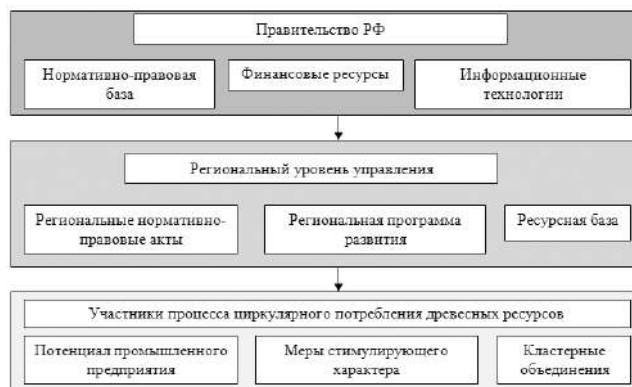 Правительство РФ
Нормативно-правовая
база
Финансовые ресурсы
Информационные
технологии
Региональный уровень управления
Региональные нормативно-
правовые акты
Региональная программа
развития
Ресурсная база
Участники процесса циркулярного потребления древесных ресурсов
Потенциал промышленного
предприятия
Меры стимулирующего
характера
Кластерные
объединения